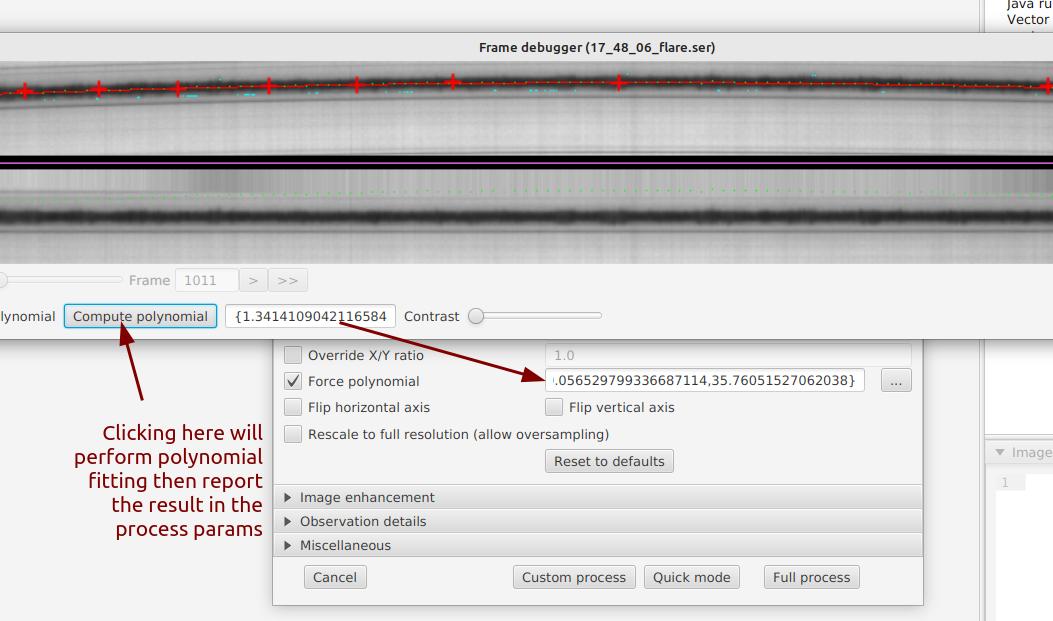 Java ru
Vector
Frame debugger (17_48_06_flare.ser)
Frame 1011 > >>
lynomial Compute polynomial {1.3414109042116584 Contrast
Override X/Y ratio 1.0
Force polynomial .056529799336687114,35.76051527062038} ...
Flip horizontal axis Flip vertical axis
Rescale to full resolution (allow oversampling)
Reset to defaults
Clicking here will
perform polynomial
fitting then report
the result in the
process params
Image enhancement
Observation details
Miscellaneous
Cancel Custom process Quick mode Full process
Image
1